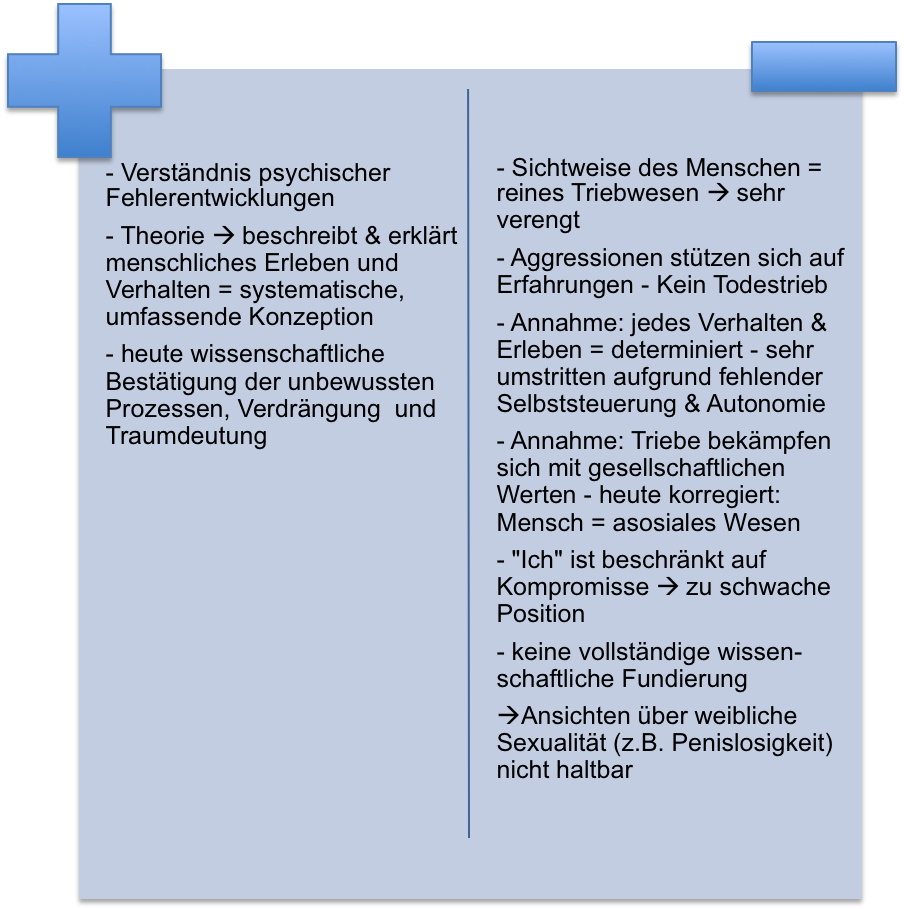 - Verständnis psychischer
Fehlerentwicklungen
- Theorie → beschreibt & erklärt
menschliches Erleben und
Verhalten = systematische,
umfassende Konzeption
- heute wissenschaftliche
Bestätigung der unbewussten
Prozessen, Verdrängung  und
Traumdeutung
- Sichtweise des Menschen =
reines Triebwesen → sehr
verengt
- Aggressionen stützen sich auf
Erfahrungen - Kein Todestrieb
- Annahme: jedes Verhalten &
Erleben = determiniert - sehr
umstritten aufgrund fehlender
Selbststeuerung & Autonomie
- Annahme: Triebe bekämpfen
sich mit gesellschaftlichen
Werten - heute korregiert:
Mensch = asosiales Wesen
- "Ich" ist beschränkt auf
Kompromisse → zu schwache
Position
- keine vollständige wissen-
schaftliche Fundierung
→Ansichten über weibliche
Sexualität (z.B. Penislosigkeit)
nicht haltbar